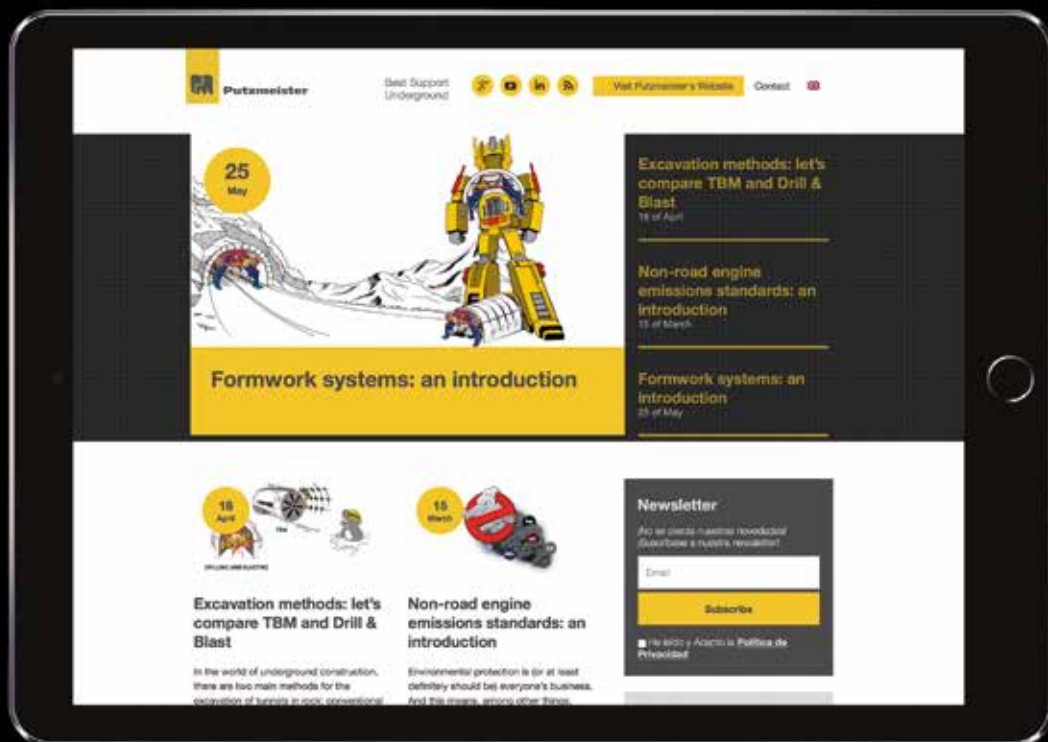 Putzmeister
Best Support
Underground
Visit Putzmeister's Website
Contact
25
May
Formwork systems: an introduction
Excavation methods: let's
compare TBM and Drill &
Blast
18 of April
Non-road engine
emissions standards: an
introduction
15 of March
Formwork systems: an
introduction
25 of May
18
April
DRILLING AND BLASTING
15
March
Excavation methods: let's
compare TBM and Drill &
Blast
In the world of underground construction,
there are two main methods for the
excavation of tunnels in rock: conventional
Non-road engine
emissions standards: an
introduction
Environmental protection is (or at least
definitely should be) everyone's business.
And this means, among other things,
Newsletter
¡No se pierda nuestras novedades!
¡Suscríbase a nuestra newsletter!
Email
Subscribe
He leído y Acepto la Política de
Privacidad